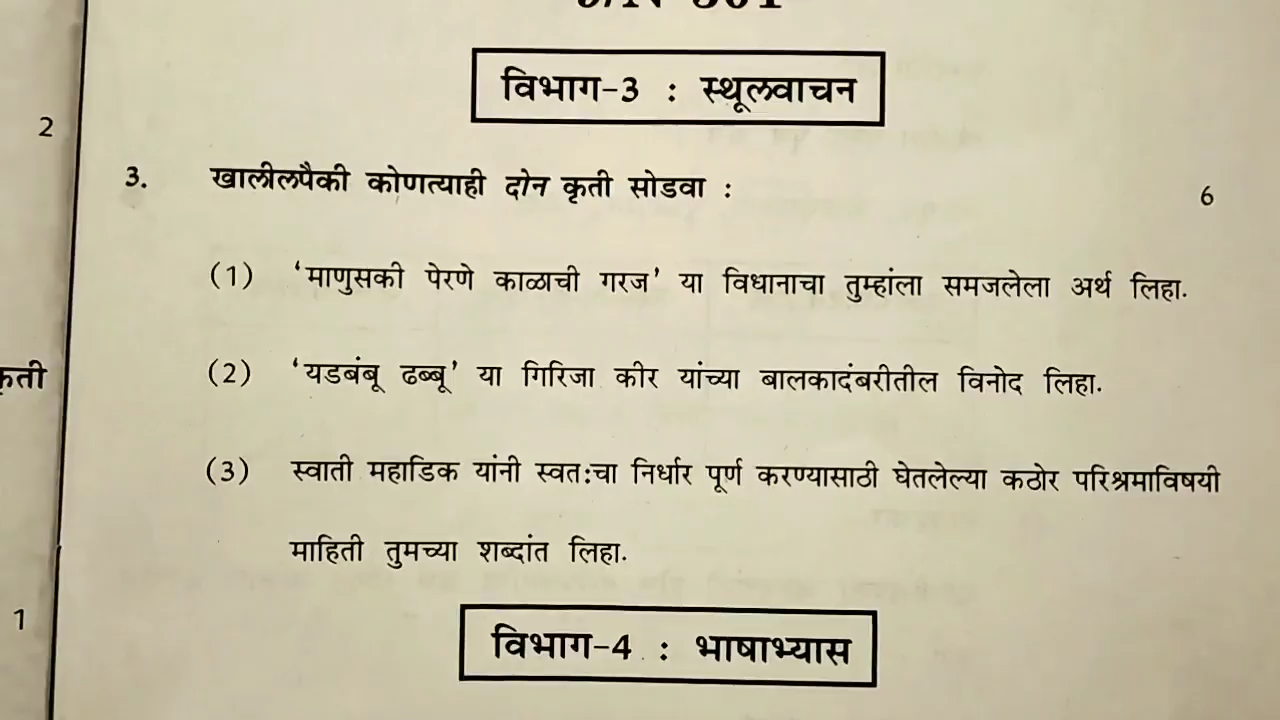 विभाग-3 : स्थूलवाचन
2
3. खालीलपैकी कोणत्याही दोन कृती सोडवा : 6
(1) ‘माणुसकी पेरणे काळाची गरज’ या विधानाचा तुम्हांला समजलेला अर्थ लिहा.
(2) ‘यडबंबू ढब्बू’ या गिरिजा कीर यांच्या बालकादंबरीतील विनोद लिहा.
(3) स्वाती महाडिक यांनी स्वत:चा निर्धार पूर्ण करण्यासाठी घेतलेल्या कठोर परिश्रमाविषयी
माहिती तुमच्या शब्दांत लिहा.
1
विभाग-4 : भाषाभ्यास